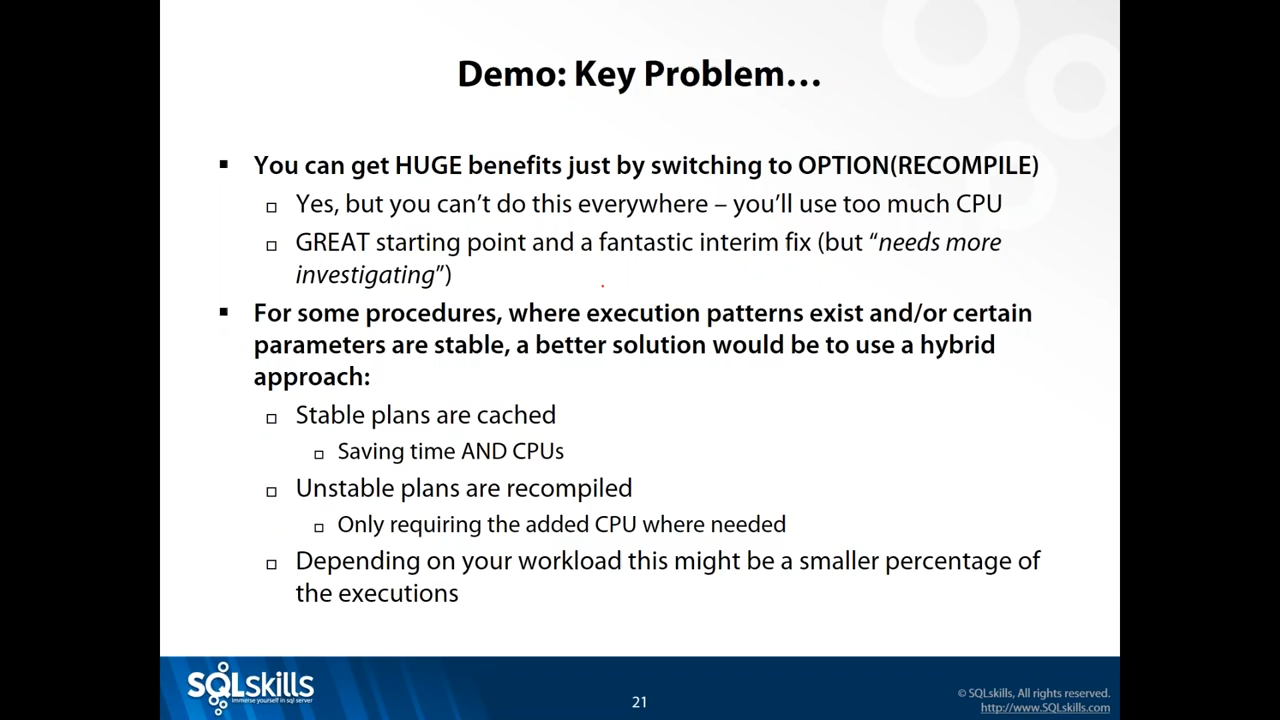 Demo: Key Problem…
▪ You can get HUGE benefits just by switching to OPTION(RECOMPILE)
□ Yes, but you can’t do this everywhere – you’ll use too much CPU
□ GREAT starting point and a fantastic interim fix (but “needs more
investigating”)
▪ For some procedures, where execution patterns exist and/or certain
parameters are stable, a better solution would be to use a hybrid
approach:
□ Stable plans are cached
□ Saving time AND CPUs
□ Unstable plans are recompiled
□ Only requiring the added CPU where needed
□ Depending on your workload this might be a smaller percentage of
the executions
SQLskills
immerse yourself in sql server
21
© SQLskills, All rights reserved.
http://www.SQLskills.com